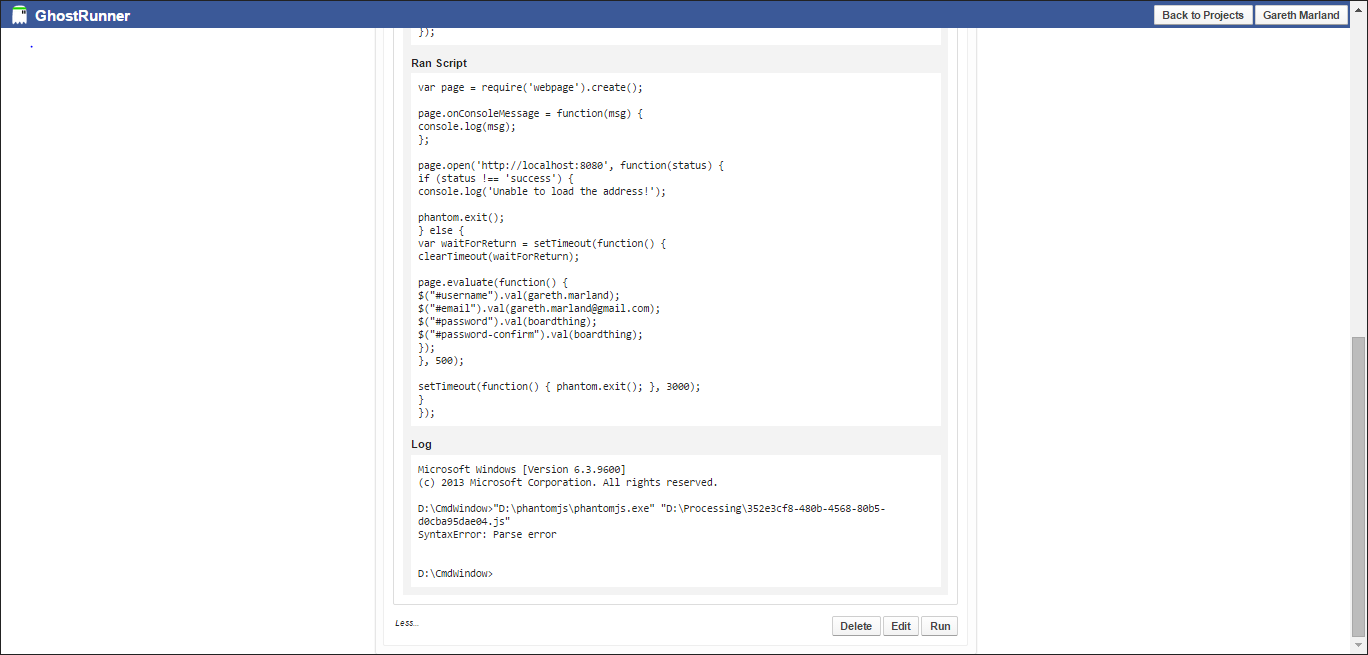 GhostRunner
Back to Projects
Gareth Marland
});
Ran Script
var page = require('webpage').create();
page.onConsoleMessage = function(msg) {
console.log(msg);
};
page.open('http://localhost:8080', function(status) {
if (status !== 'success') {
console.log('Unable to load the address!');
phantom.exit();
} else {
var waitForReturn = setTimeout(function() {
clearTimeout(waitForReturn);
page.evaluate(function() {
$("#username").val(gareth.marland);
$("#email").val(gareth.marland@gmail.com);
$("#password").val(boardthing);
$("#password-confirm").val(boardthing);
});
}, 500);
setTimeout(function() { phantom.exit(); }, 3000);
}
});
Log
Microsoft Windows [Version 6.3.9600]
(c) 2013 Microsoft Corporation. All rights reserved.
D:\CmdWindow>"D:\phantomjs\phantomjs.exe" "D:\Processing\352e3cf8-480b-4568-80b5-
d0cba95dae04.js"
SyntaxError: Parse error
D:\CmdWindow>
Less...
Delete
Edit
Run